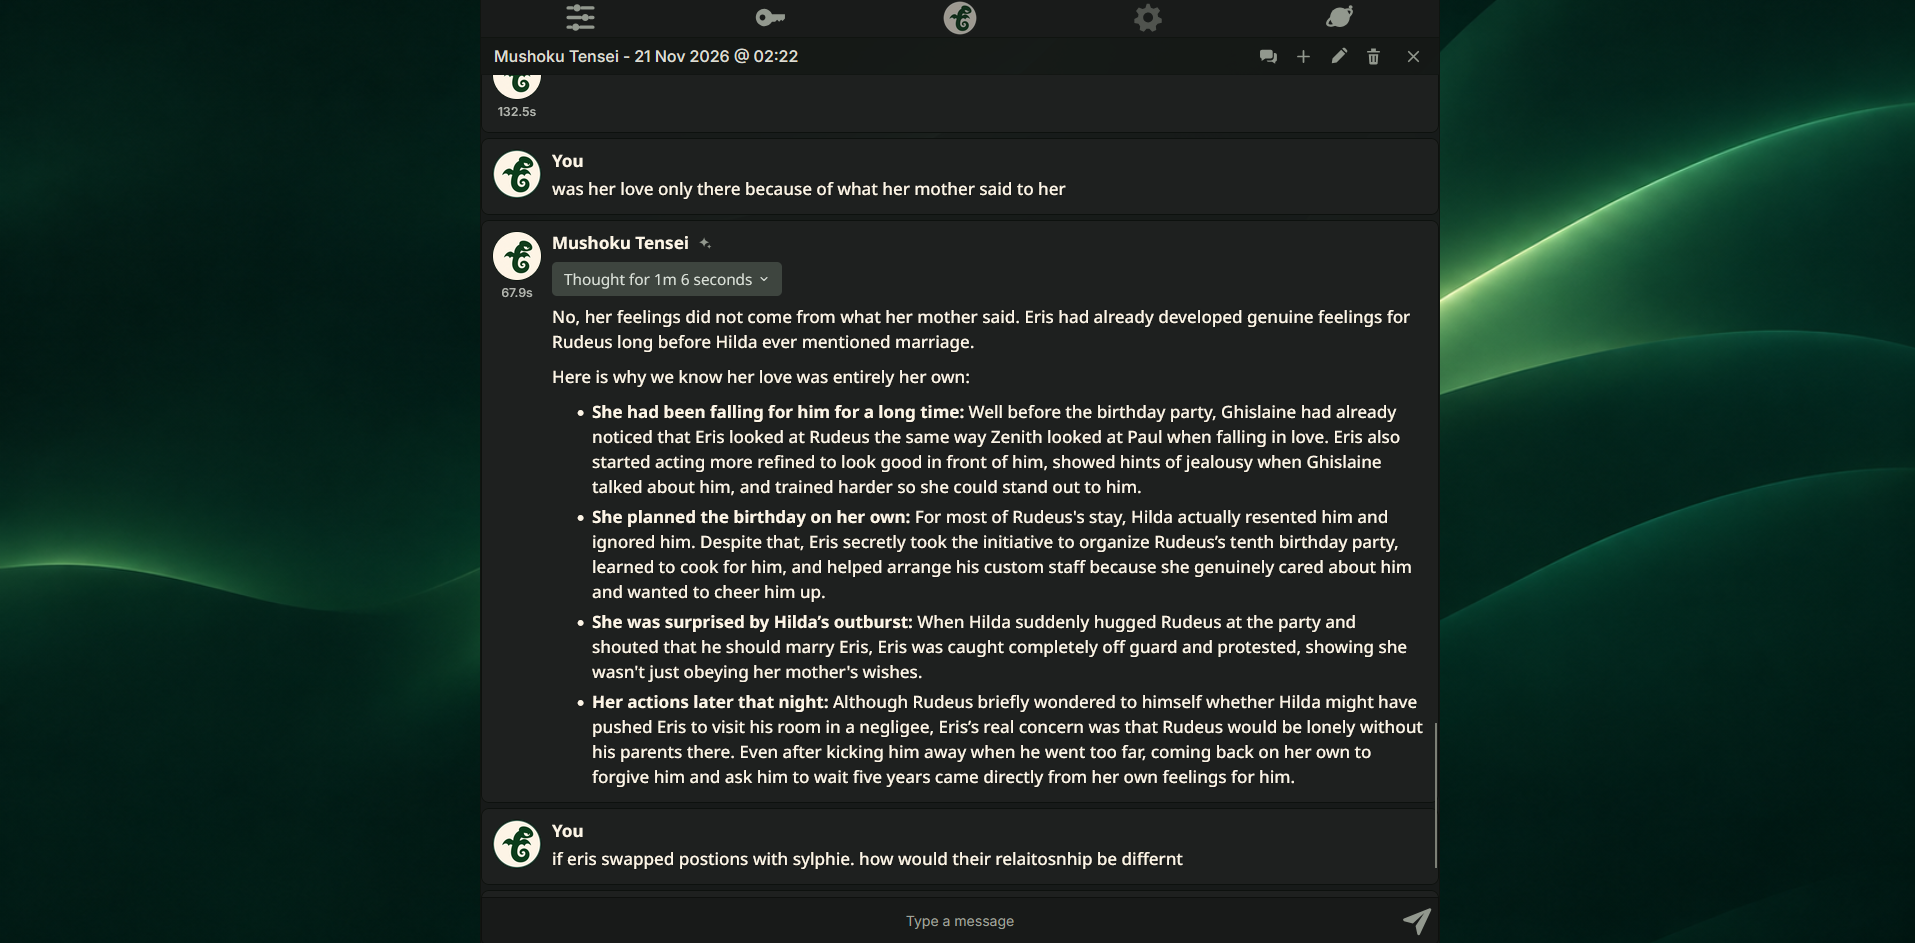 Mushoku Tensei - 21 Nov 2026 @ 02:22
132.5s
You
was her love only there because of what her mother said to her
Mushoku Tensei
67.9s
Thought for 1m 6 seconds
No, her feelings did not come from what her mother said. Eris had already developed genuine feelings for
Rudeus long before Hilda ever mentioned marriage.
Here is why we know her love was entirely her own:
• She had been falling for him for a long time: Well before the birthday party, Ghislaine had already
noticed that Eris looked at Rudeus the same way Zenith looked at Paul when falling in love. Eris also
started acting more refined to look good in front of him, showed hints of jealousy when Ghislaine
talked about him, and trained harder so she could stand out to him.
• She planned the birthday on her own: For most of Rudeus's stay, Hilda actually resented him and
ignored him. Despite that, Eris secretly took the initiative to organize Rudeus’s tenth birthday party,
learned to cook for him, and helped arrange his custom staff because she genuinely cared about him
and wanted to cheer him up.
• She was surprised by Hilda’s outburst: When Hilda suddenly hugged Rudeus at the party and
shouted that he should marry Eris, Eris was caught completely off guard and protested, showing she
wasn't just obeying her mother's wishes.
• Her actions later that night: Although Rudeus briefly wondered to himself whether Hilda might have
pushed Eris to visit his room in a negligee, Eris’s real concern was that Rudeus would be lonely without
his parents there. Even after kicking him away when he went too far, coming back on her own to
forgive him and ask him to wait five years came directly from her own feelings for him.
You
if eris swapped postions with sylphie. how would their relaitosnhip be differnt
Type a message